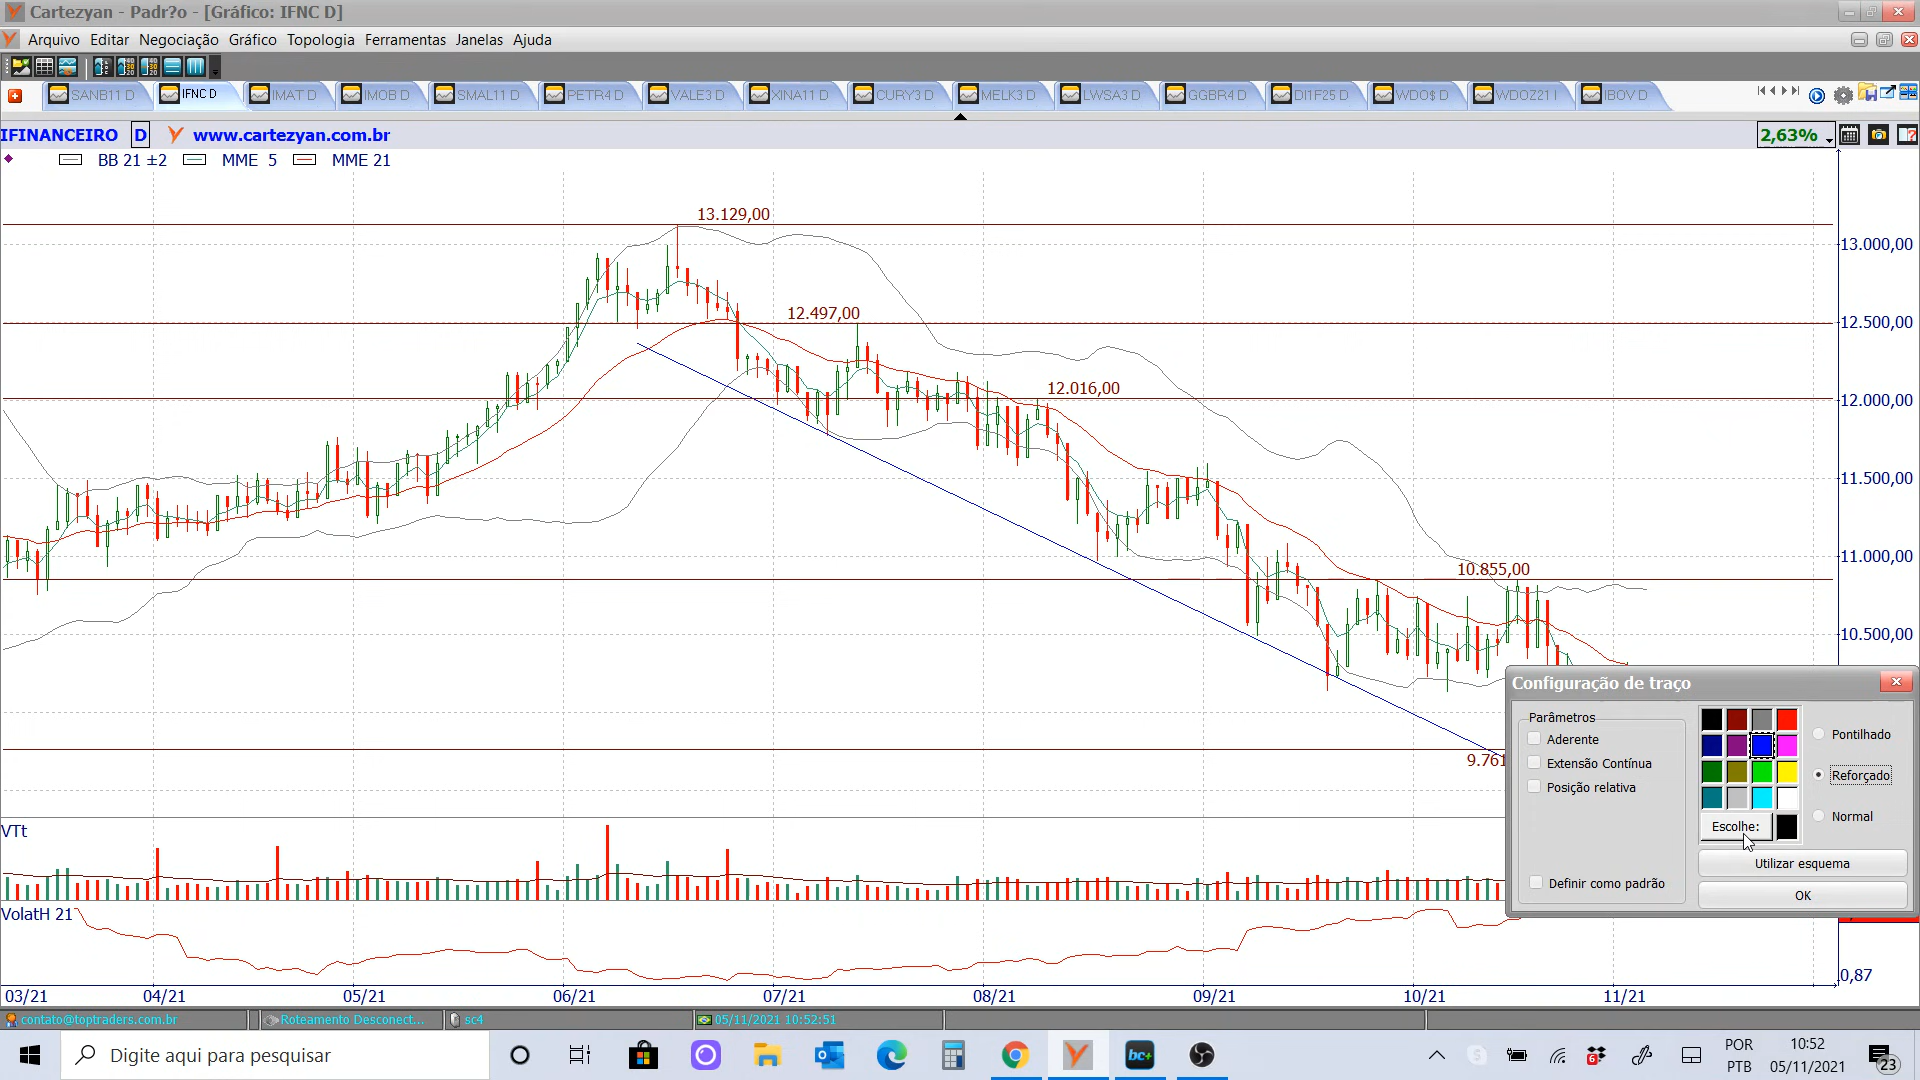 Cartezyan - Padr?o - [Gráfico: IFNC D]
Arquivo Editar Negociação Gráfico Topologia Ferramentas Janelas Ajuda
SANB11 D IFNC D IMAT D IMOB D SMAL11 D PETR4 D VALE3 D XINA11 D CURY3 D MELK3 D LWSA3 D GGBR4 D DI1F25 D WDO$ D WDOZ21 I IBOV D
IFINANCEIRO D www.cartezyan.com.br 2,63%
BB 21 ±2 MME 5 MME 21
13.129,00
13.000,00
12.497,00
12.500,00
12.016,00
12.000,00
11.500,00
11.000,00
10.855,00
10.500,00
9.761
Configuração de traço
Parâmetros
Aderente
Extensão Contínua
Posição relativa
Definir como padrão
Pontilhado
Reforçado
Normal
Escolhe:
Utilizar esquema
OK
VTt
VolatH 21
0,87
03/21 04/21 05/21 06/21 07/21 08/21 09/21 10/21 11/21
contato@toptraders.com.br Roteamento Desconect... sc4 05/11/2021 10:52:51
Digite aqui para pesquisar
bc+
6
POR
PTB
10:52
05/11/2021
23